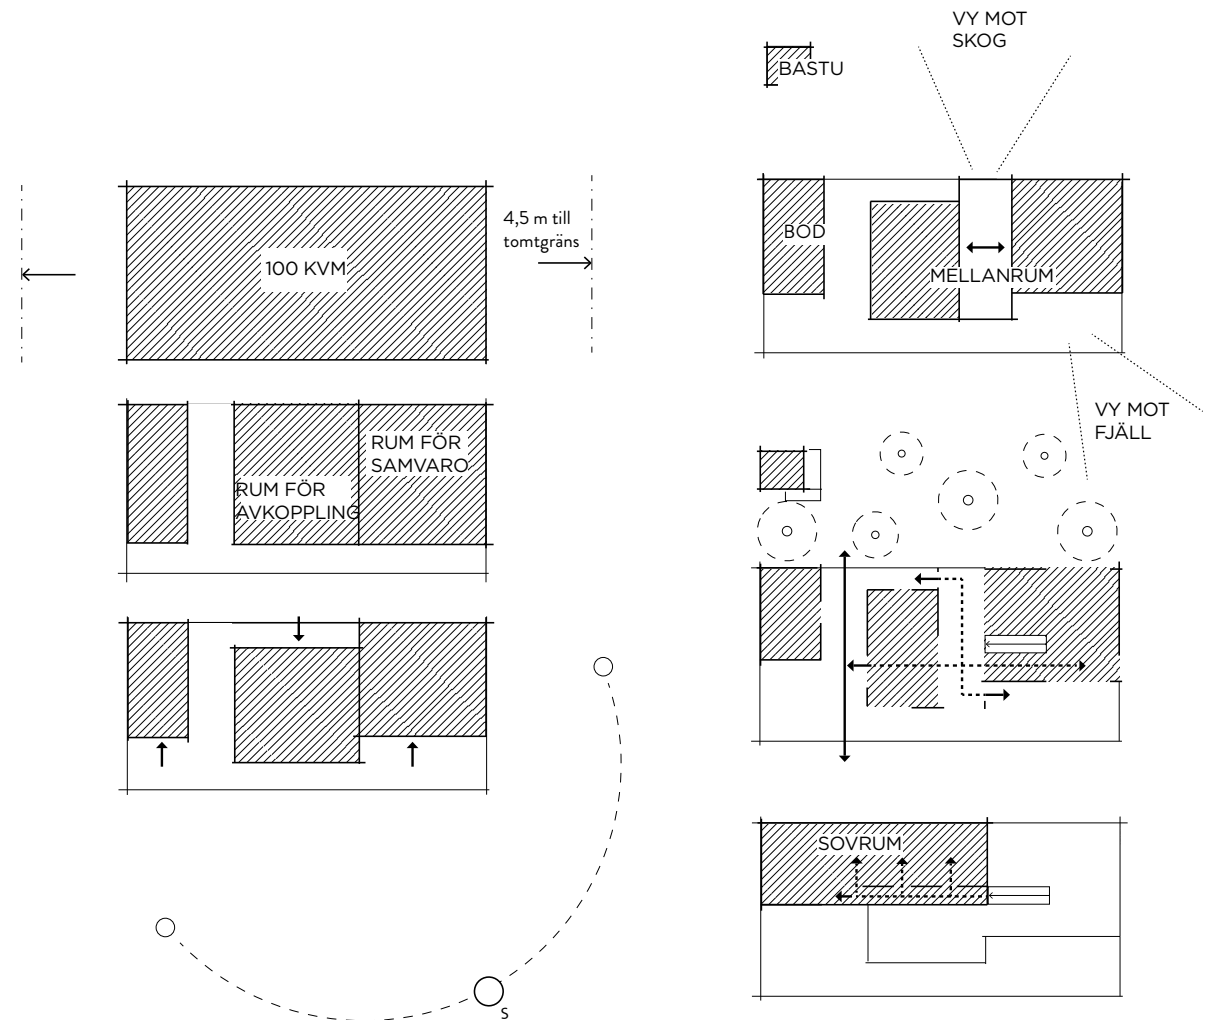 100 KVM
4,5 m till
tomtgräns
RUM FÖR
AVKOPPLING
RUM FÖR
SAMVARO
S
VY MOT
SKOG
BASTU
BOD
MELLANRUM
VY MOT
FJÄLL
SOVRUM